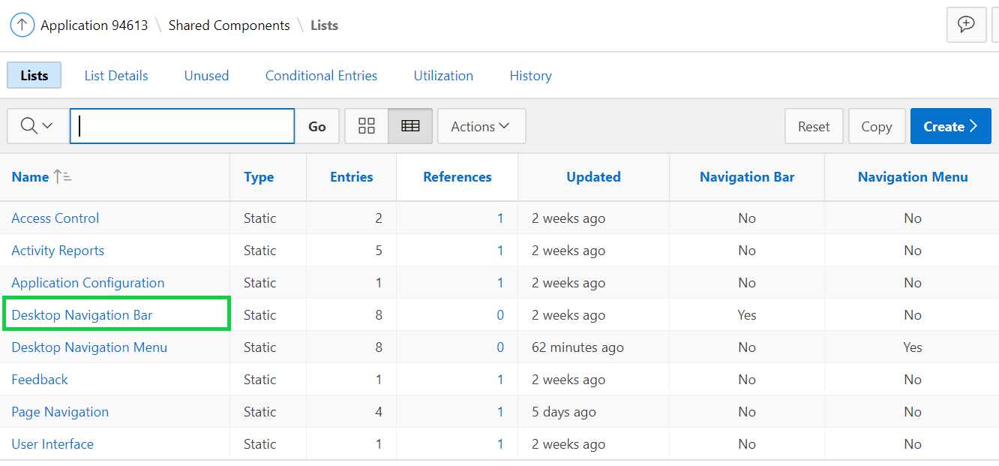 Application 94613 \ Shared Components \ Lists
Lists List Details Unused Conditional Entries Utilization History
Go Actions Reset Copy Create
Name Type Entries References Updated Navigation Bar Navigation Menu
Access Control Static 2 1 2 weeks ago No No
Activity Reports Static 5 1 2 weeks ago No No
Application Configuration Static 1 1 2 weeks ago No No
Desktop Navigation Bar Static 8 0 2 weeks ago Yes No
Desktop Navigation Menu Static 8 0 62 minutes ago No Yes
Feedback Static 1 1 2 weeks ago No No
Page Navigation Static 4 1 5 days ago No No
User Interface Static 1 1 2 weeks ago No No